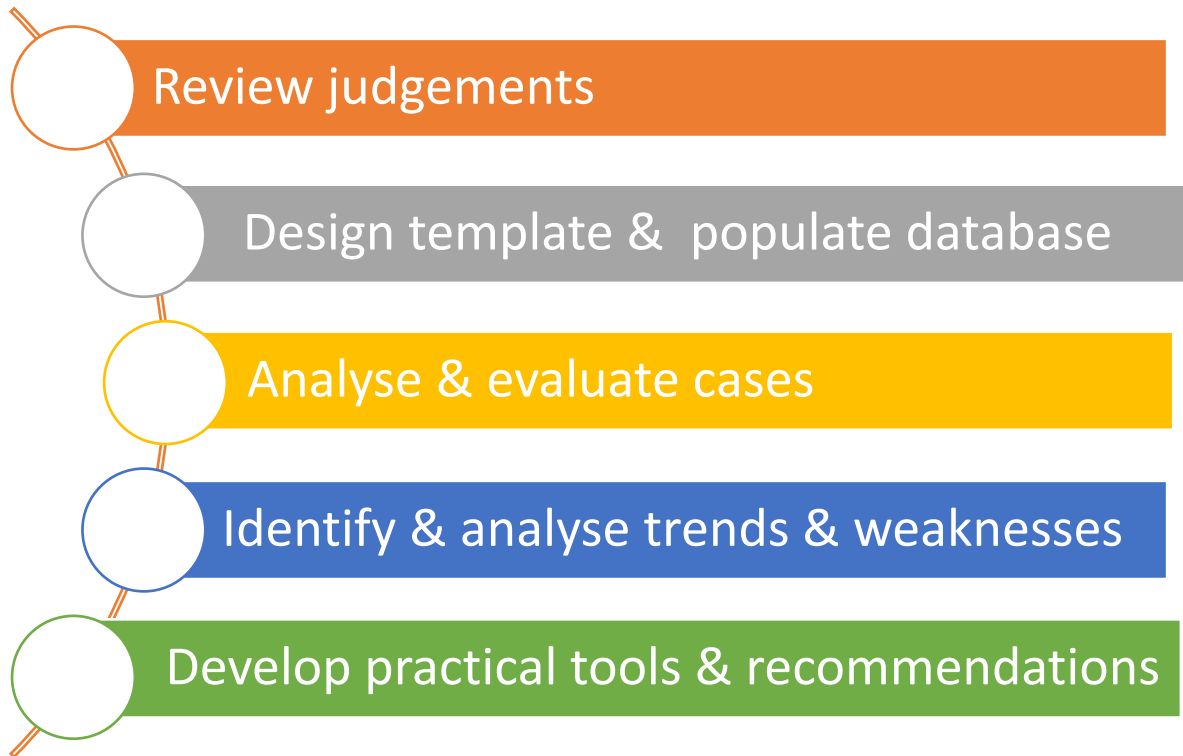 Review judgements
Design template &  populate database
Analyse & evaluate cases
Identify & analyse trends & weaknesses
Develop practical tools & recommendations